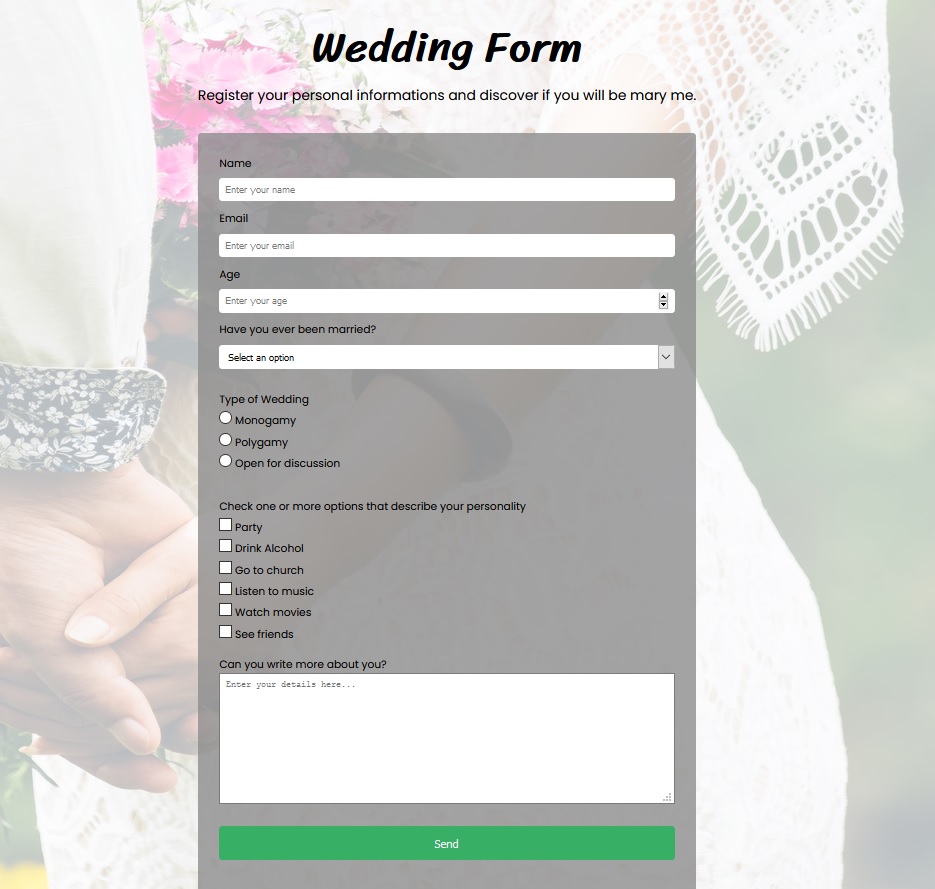 Wedding Form
Register your personal informations and discover if you will be mary me.
Name
Enter your name
Email
Enter your email
Age
Enter your age
Have you ever been married?
Select an option
Type of Wedding
Monogamy
Polygamy
Open for discussion
Check one or more options that describe your personality
Party
Drink Alcohol
Go to church
Listen to music
Watch movies
See friends
Can you write more about you?
Enter your details here...
Send